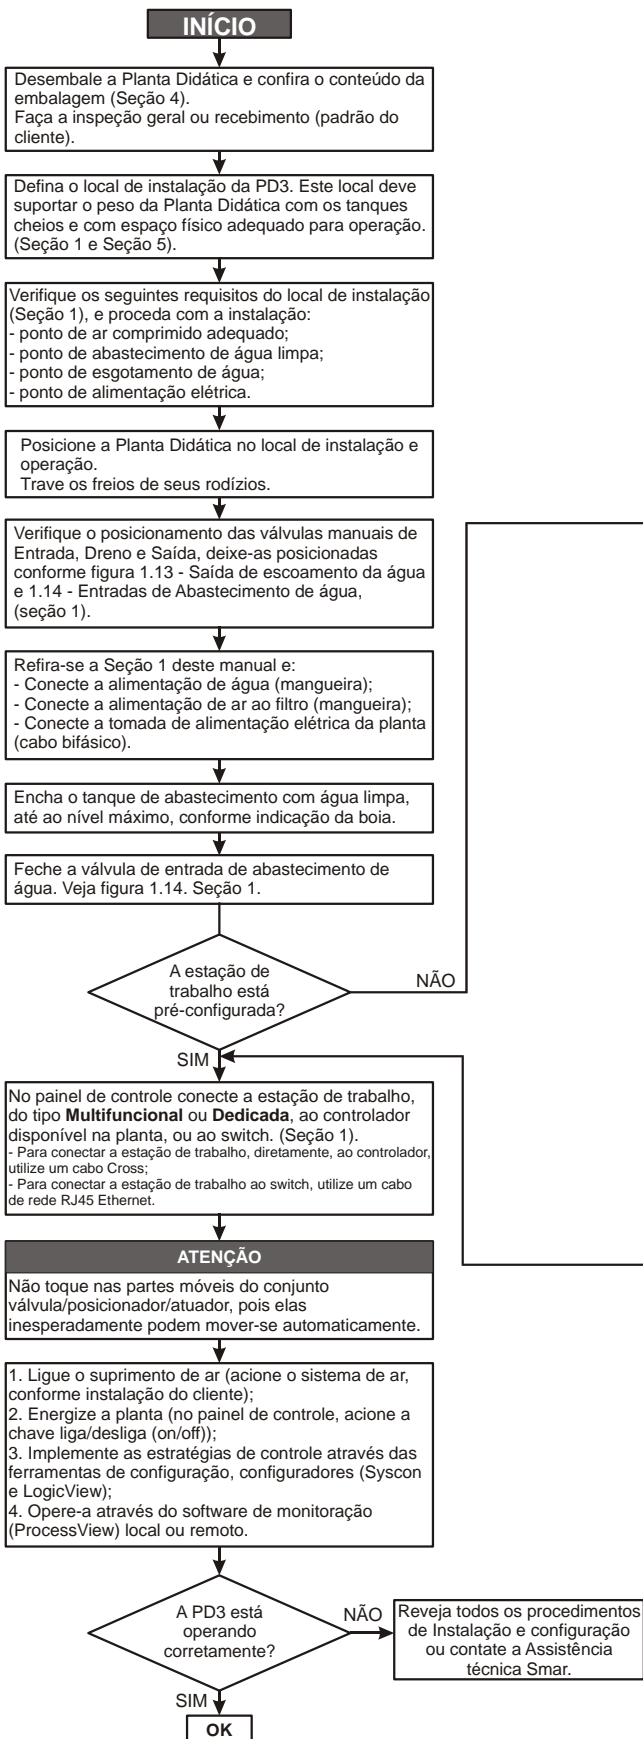 INÍCIO
Desembale a Planta Didática e confira o conteúdo da
embalagem (Seção 4).
Faça a inspeção geral ou recebimento (padrão do
cliente).
Defina o local de instalação da PD3. Este local deve
suportar o peso da Planta Didática com os tanques
cheios e com espaço físico adequado para operação.
(Seção 1 e Seção 5).
Verifique os seguintes requisitos do local de instalação
(Seção 1), e proceda com a instalação:
- ponto de ar comprimido adequado;
- ponto de abastecimento de água limpa;
- ponto de esgotamento de água;
- ponto de alimentação elétrica.
Posicione a Planta Didática no local de instalação e
operação.
Trave os freios de seus rodízios.
Verifique o posicionamento das válvulas manuais de
Entrada, Dreno e Saída, deixe-as posicionadas
conforme figura 1.13 - Saída de escoamento da água
e 1.14 - Entradas de Abastecimento de água,
(seção 1).
Refira-se a Seção 1 deste manual e:
- Conecte a alimentação de água (mangueira);
- Conecte a alimentação de ar ao filtro (mangueira);
- Conecte a tomada de alimentação elétrica da planta
(cabo bifásico).
Encha o tanque de abastecimento com água limpa,
até ao nível máximo, conforme indicação da boia.
Feche a válvula de entrada de abastecimento de
água. Veja figura 1.14. Seção 1.
A estação de
trabalho está
pré-configurada?
NÃO
SIM
No painel de controle conecte a estação de trabalho,
do tipo Multifuncional ou Dedicada, ao controlador
disponível na planta, ou ao switch. (Seção 1).
- Para conectar a estação de trabalho, diretamente, ao controlador,
utilize um cabo Cross;
- Para conectar a estação de trabalho ao switch, utilize um cabo
de rede RJ45 Ethernet.
ATENÇÃO
Não toque nas partes móveis do conjunto
válvula/posicionador/atuador, pois elas
inesperadamente podem mover-se automaticamente.
1. Ligue o suprimento de ar (acione o sistema de ar,
conforme instalação do cliente);
2. Energize a planta (no painel de controle, acione a
chave liga/desliga (on/off));
3. Implemente as estratégias de controle através das
ferramentas de configuração, configuradores (Syscon
e LogicView);
4. Opere-a através do software de monitoração
(ProcessView) local ou remoto.
A PD3 está
operando
corretamente?
NÃO
Reveja todos os procedimentos
de Instalação e configuração
ou contate a Assistência
técnica Smar.
SIM
OK